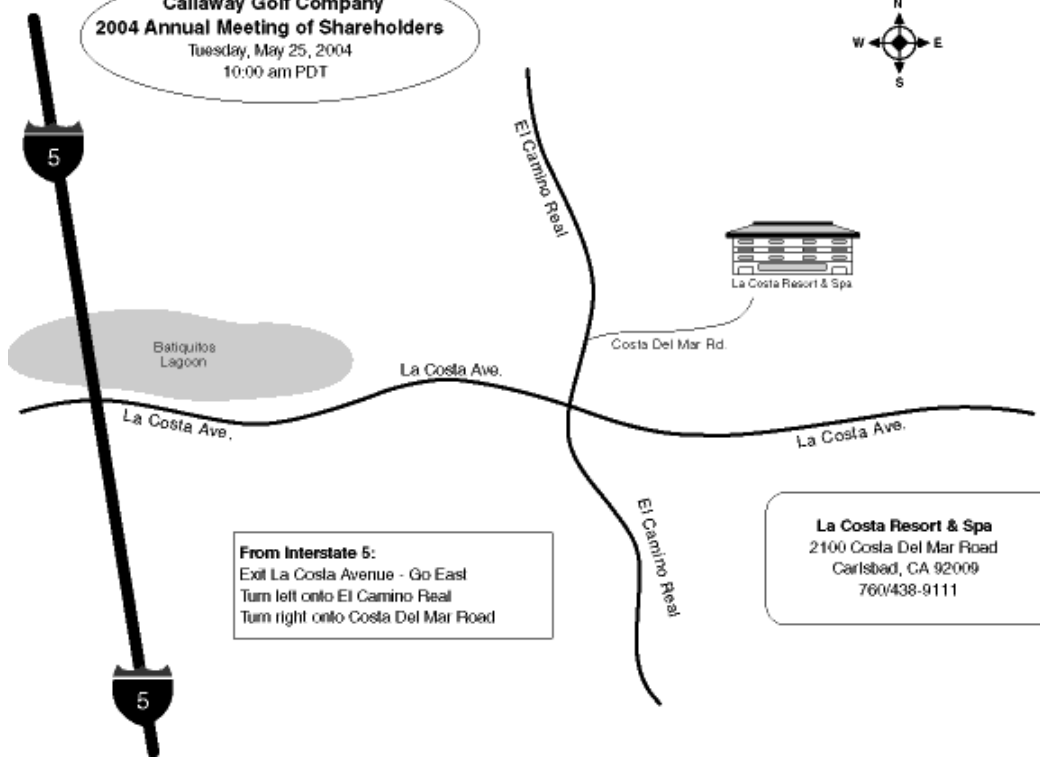 Callaway Golf Company
2004 Annual Meeting of Shareholders
Tuesday, May 25, 2004
10:00 am PDT
N
W
E
S
5
El Camino Real
La Costa Resort & Spa
Costa Del Mar Rd.
Batiquitos
Lagoon
La Costa Ave.
La Costa Ave.
La Costa Ave.
El Camino Real
From Interstate 5:
Exit La Costa Avenue - Go East
Turn left onto El Camino Real
Turn right onto Costa Del Mar Road
La Costa Resort & Spa
2100 Costa Del Mar Road
Carlsbad, CA 92009
760/438-9111
5